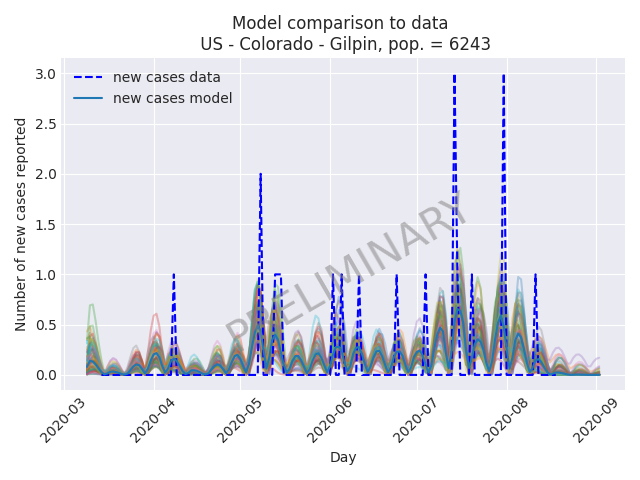 Model comparison to data
US - Colorado - Gilpin, pop. = 6243
new cases data
new cases model
Number of new cases reported
3.0
2.5
2.0
1.5
1.0
0.5
0.0
PRELIMINARY
2020-03
2020-04
2020-05
2020-06
2020-07
2020-08
2020-09
Day